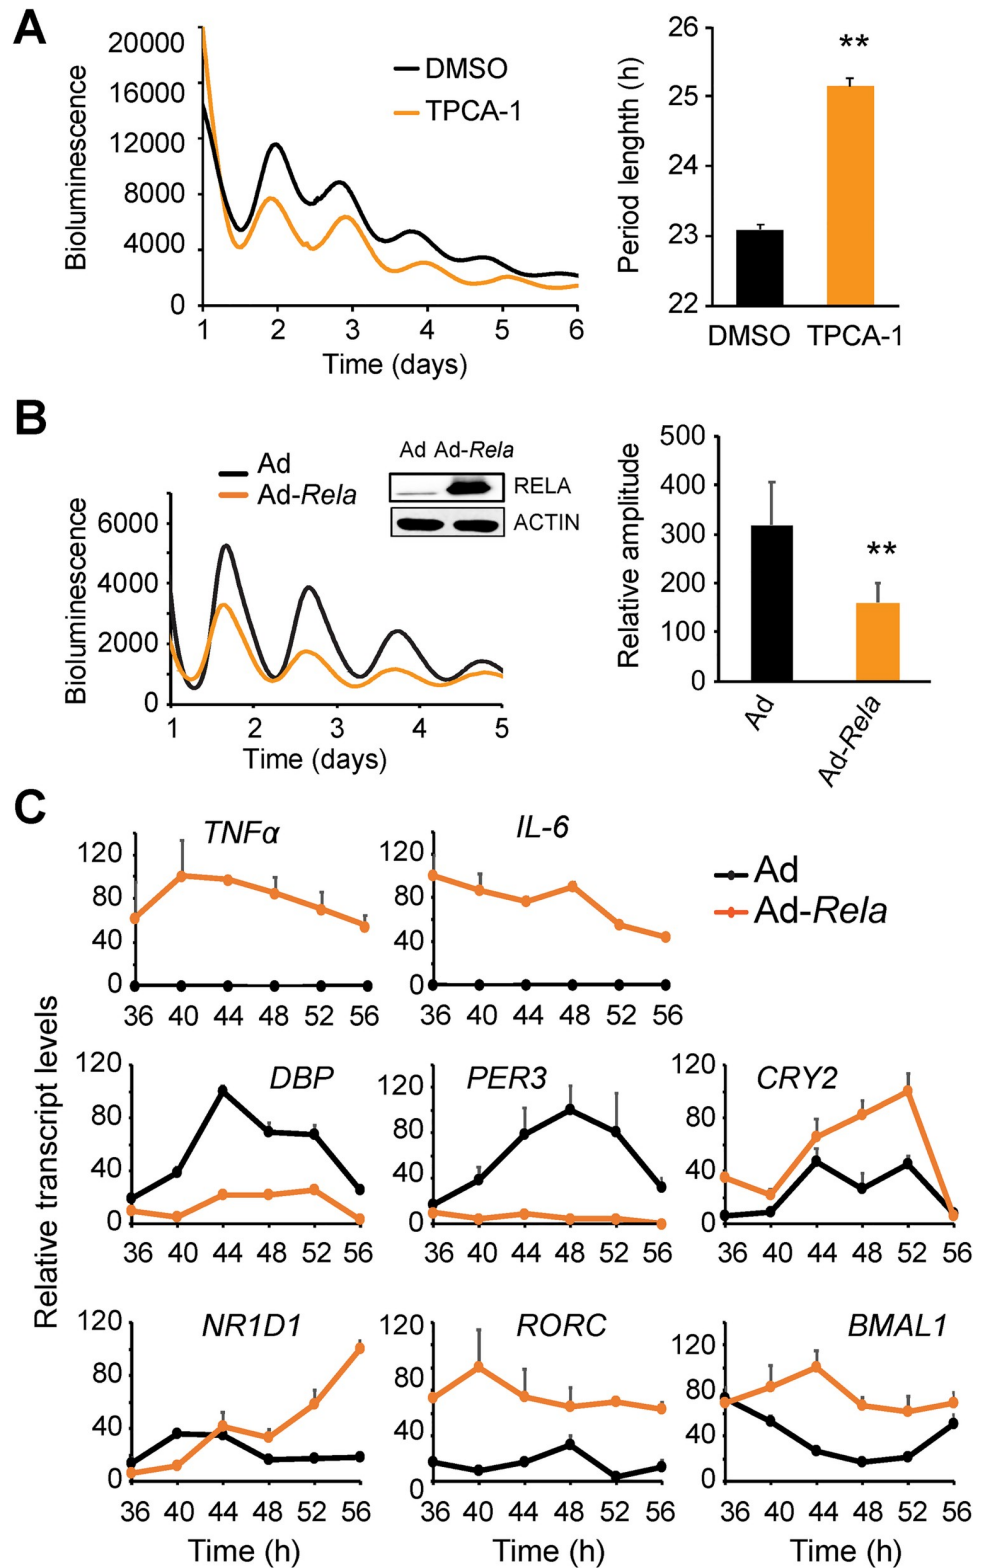 A
20000
16000
12000
8000
4000
0
Bioluminescence
DMSO
TPCA-1
1 2 3 4 5 6
Time (days)
26
25
24
23
22
Period lenghth (h)
**
DMSO TPCA-1
B
Ad
Ad-Rela
6000
4000
2000
0
Bioluminescence
1 2 3 4 5
Time (days)
Ad Ad-Rela
RELA
ACTIN
500
400
300
200
100
0
Relative amplitude
**
Ad
Ad-Rela
C
Relative transcript levels
TNFα
120
80
40
0
36 40 44 48 52 56
IL-6
120
80
40
0
36 40 44 48 52 56
Ad
Ad-Rela
DBP
120
80
40
0
36 40 44 48 52 56
PER3
120
80
40
0
36 40 44 48 52 56
CRY2
120
80
40
0
36 40 44 48 52 56
NR1D1
120
80
40
0
36 40 44 48 52 56
Time (h)
RORC
120
80
40
0
36 40 44 48 52 56
Time (h)
BMAL1
120
80
40
0
36 40 44 48 52 56
Time (h)